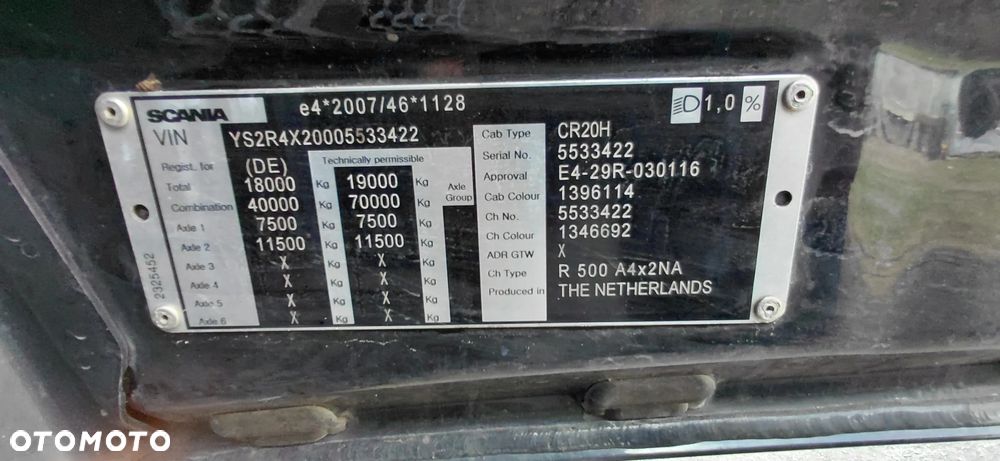 SCANIA e4*2007/46*1128 1,0 %
VIN YS2R4X20005533422
Regist. for (DE) Technically permissible
Total 18000 Kg 19000 Kg Axle Group
Combination 40000 Kg 70000 Kg
Axle 1 7500 Kg 7500 Kg
Axle 2 11500 Kg 11500 Kg
Axle 3 X Kg X Kg
Axle 4 X Kg X Kg
Axle 5 X Kg X Kg
Axle 6 X Kg X Kg
Cab Type CR20H
Serial No. 5533422
Approval E4-29R-030116
Cab Colour 1396114
Ch No. 5533422
Ch Colour 1346692
ADR GTW X
Ch Type R 500 A4x2NA
Produced in THE NETHERLANDS
2325452
OTOMOTO